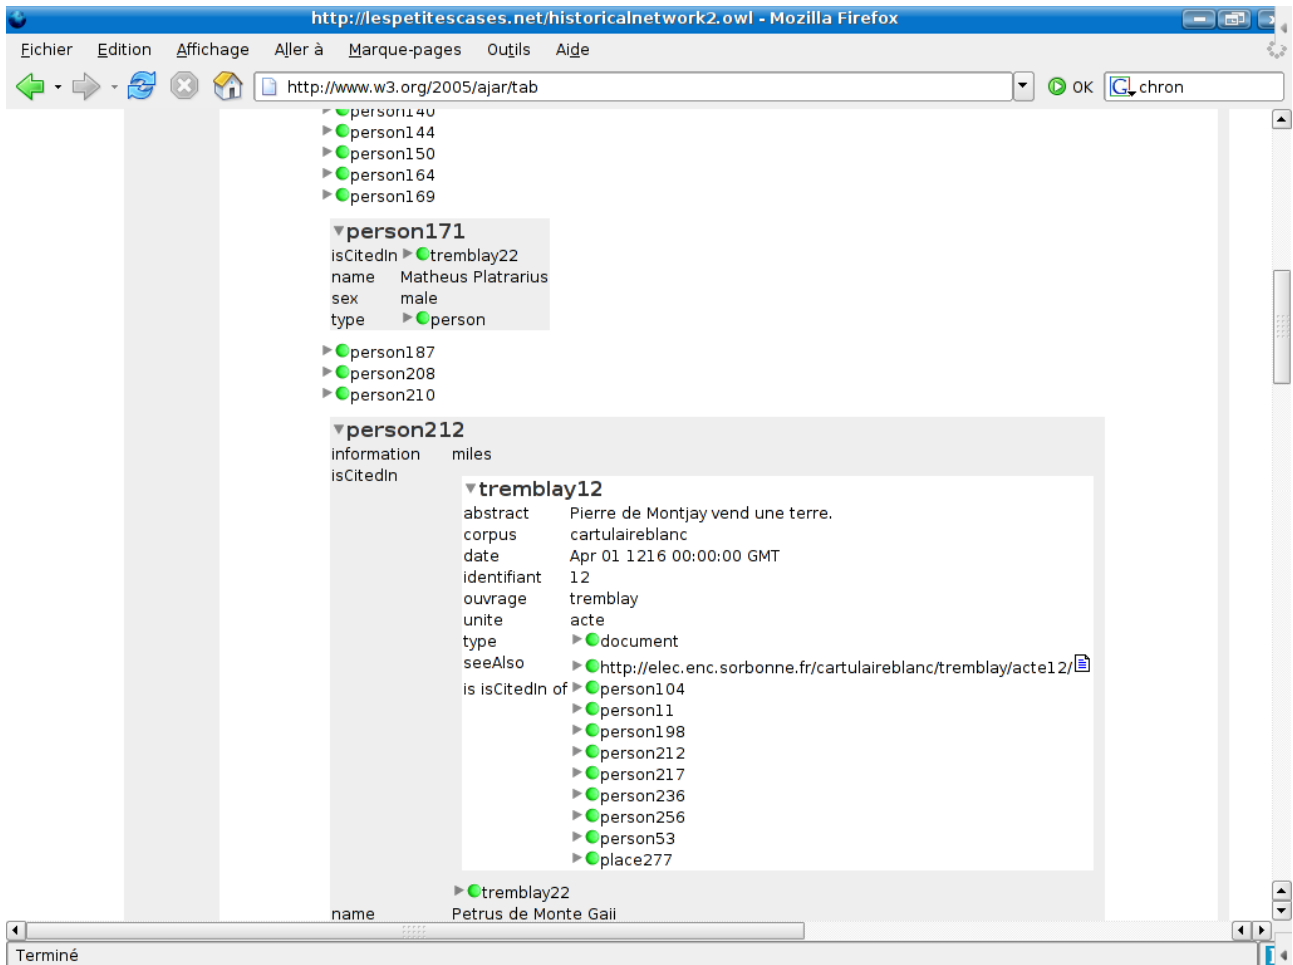 http://lespetitescases.net/historicalnetwork2.owl - Mozilla Firefox
Fichier Edition Affichage Aller à Marque-pages Outils Aide
http://www.w3.org/2005/ajar/tab OK G chron
person140
person144
person150
person164
person169
person171
isCitedIn tremblay22
name Matheus Platrarius
sex male
type person
person187
person208
person210
person212
information miles
isCitedIn
tremblay12
abstract Pierre de Montjay vend une terre.
corpus cartulaireblanc
date Apr 01 1216 00:00:00 GMT
identifiant 12
ouvrage tremblay
unite acte
type document
seeAlso http://elec.enc.sorbonne.fr/cartulaireblanc/tremblay/acte12/
is isCitedIn of person104
person11
person198
person212
person217
person236
person256
person53
place277
tremblay22
name Petrus de Monte Gaii
Terminé